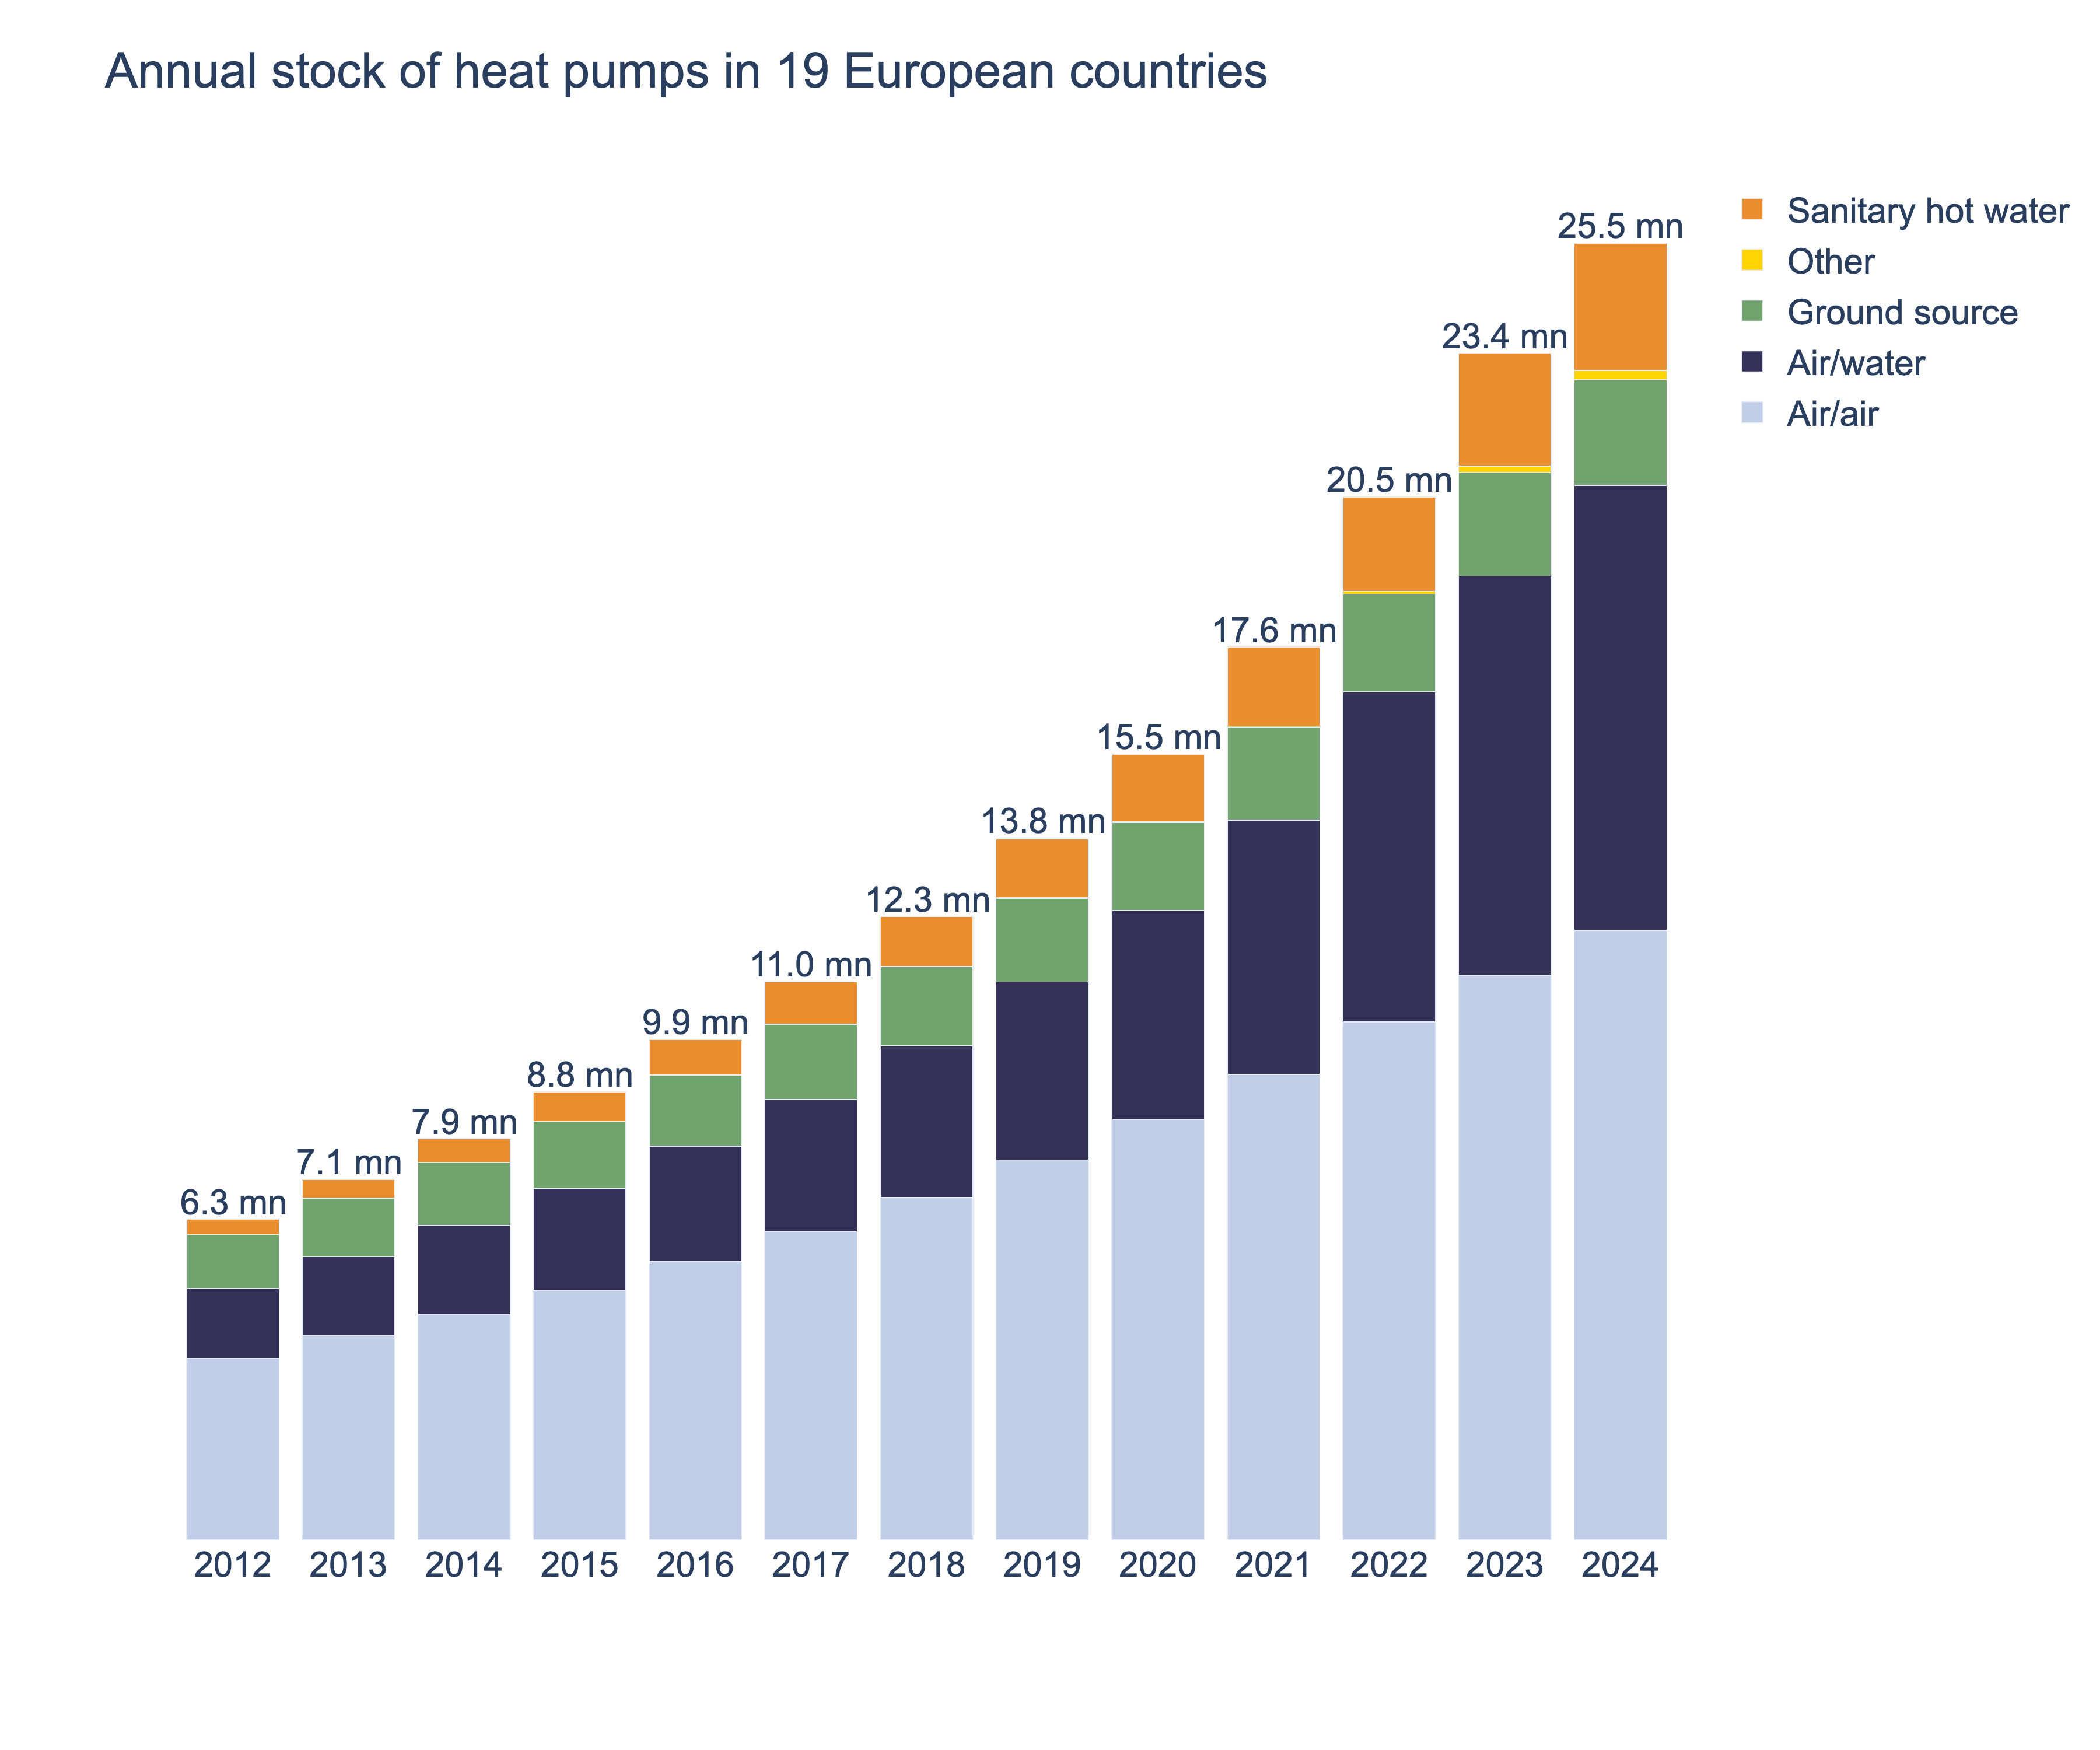 Annual stock of heat pumps in 19 European countries
Sanitary hot water
Other
Ground source
Air/water
Air/air
25.5 mn
23.4 mn
20.5 mn
17.6 mn
15.5 mn
13.8 mn
12.3 mn
11.0 mn
9.9 mn
8.8 mn
7.9 mn
7.1 mn
6.3 mn
2012 2013 2014 2015 2016 2017 2018 2019 2020 2021 2022 2023 2024